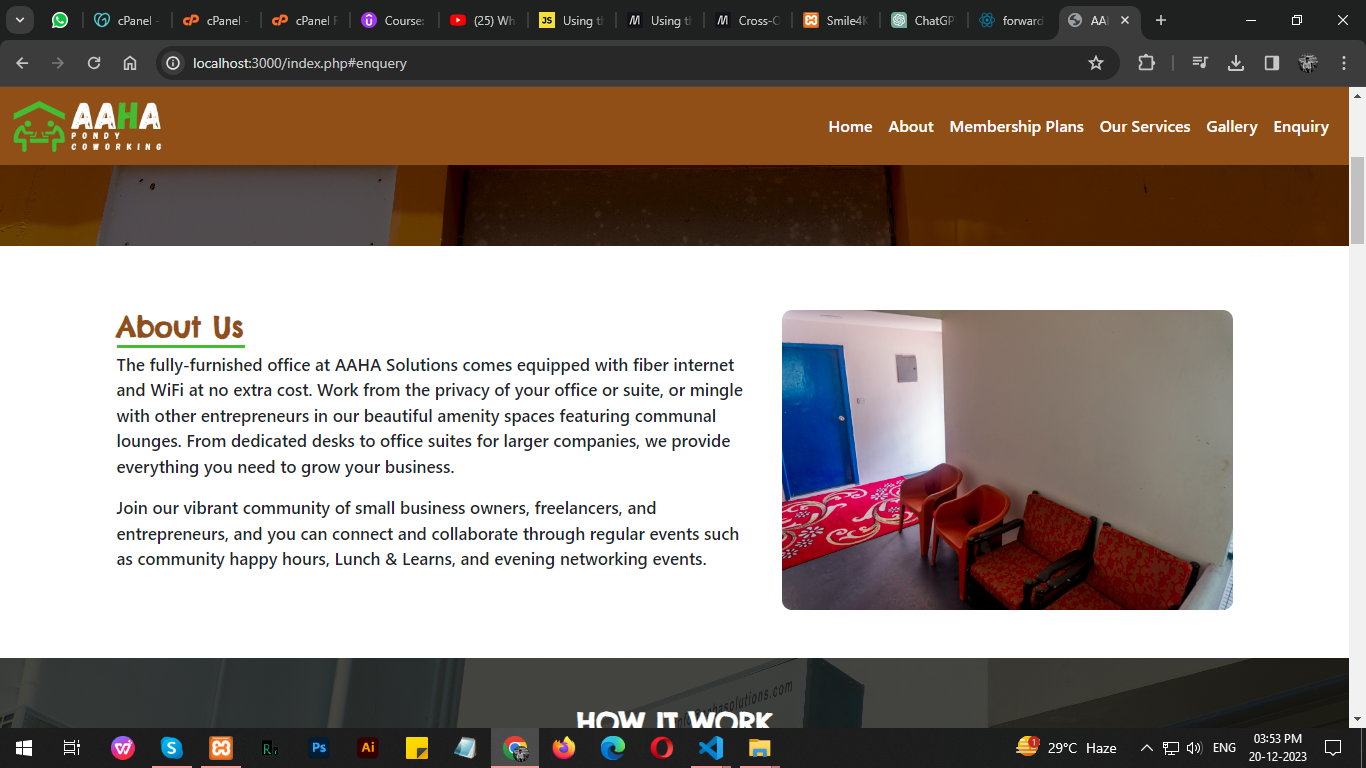 cPanel -
cPanel -
cPanel F
Course:
(25) Wh
Using th
Using th
Cross-O
Smile4K
ChatGP
forward
AAI
localhost:3000/index.php#enquery
AAHA
PONDY
COWORKING
Home About Membership Plans Our Services Gallery Enquiry
About Us
The fully-furnished office at AAHA Solutions comes equipped with fiber internet
and WiFi at no extra cost. Work from the privacy of your office or suite, or mingle
with other entrepreneurs in our beautiful amenity spaces featuring communal
lounges. From dedicated desks to office suites for larger companies, we provide
everything you need to grow your business.
Join our vibrant community of small business owners, freelancers, and
entrepreneurs, and you can connect and collaborate through regular events such
as community happy hours, Lunch & Learns, and evening networking events.
HOW IT WORK
29°C Haze
ENG
03:53 PM
20-12-2023